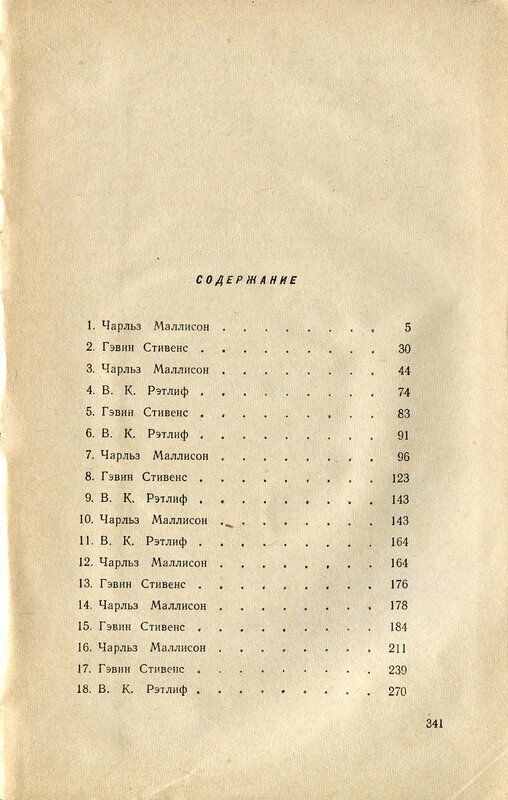 СОДЕРЖАНИЕ
1. Чарльз Маллисон . . . . . . . . 5
2. Гэвин Стивенс . . . . . . . . . 30
3. Чарльз Маллисон . . . . . . . . 44
4. В. К. Рэтлиф . . . . . . . . . 74
5. Гэвин Стивенс . . . . . . . . . 83
6. В. К. Рэтлиф . . . . . . . . . 91
7. Чарльз Маллисон . . . . . . . . 96
8. Гэвин Стивенс . . . . . . . . . 123
9. В. К. Рэтлиф . . . . . . . . . 143
10. Чарльз Маллисон . . . . . . . . 143
11. В. К. Рэтлиф . . . . . . . . . 164
12. Чарльз Маллисон . . . . . . . . 164
13. Гэвин Стивенс . . . . . . . . . 176
14. Чарльз Маллисон . . . . . . . . 178
15. Гэвин Стивенс . . . . . . . . . 184
16. Чарльз Маллисон . . . . . . . . 211
17. Гэвин Стивенс . . . . . . . . . 239
18. В. К. Рэтлиф . . . . . . . . . 270
341